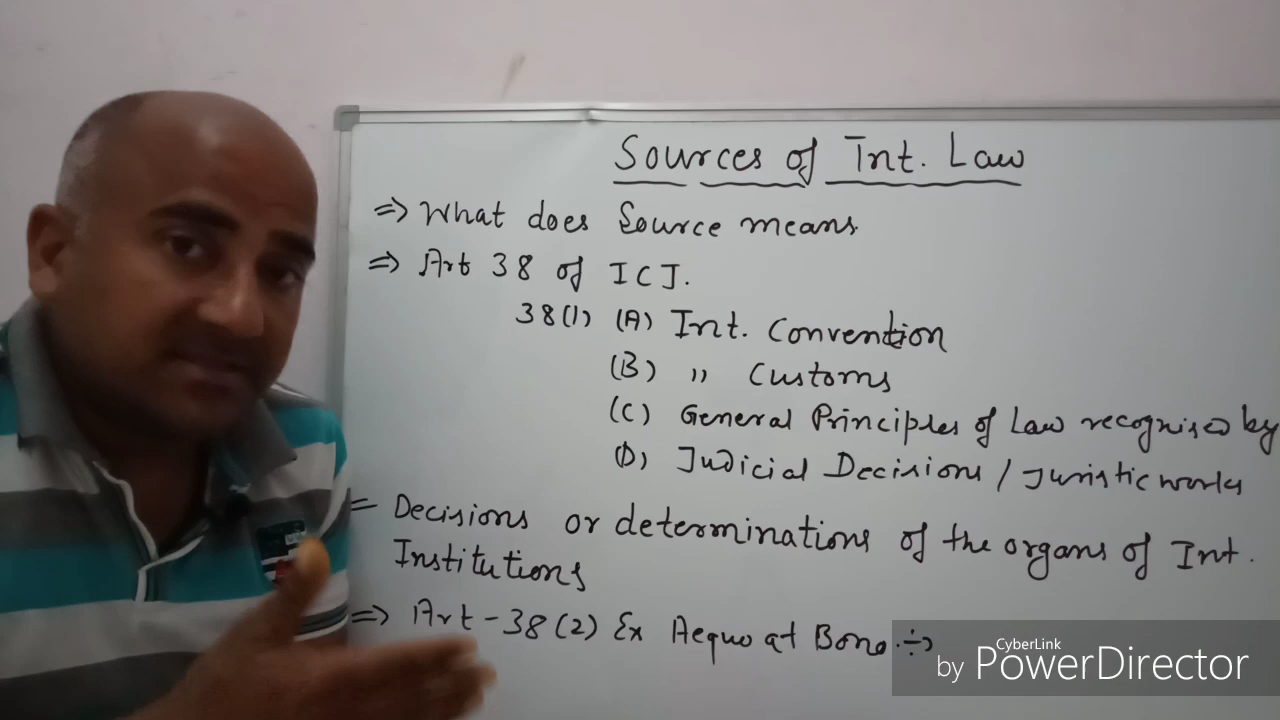 Sources of Int. Law
⇒ What does Source means
⇒ Art 38 of ICJ.
38(1) (A) Int. Convention
(B) ,, Customs
(C) General Principles of Law recognised by
(D) Judicial Decisions / Juristic works
= Decisions or determinations of the organs of Int.
Institutions
⇒ Art-38(2) Ex Aequo at Bono ÷>
CyberLink
by PowerDirector